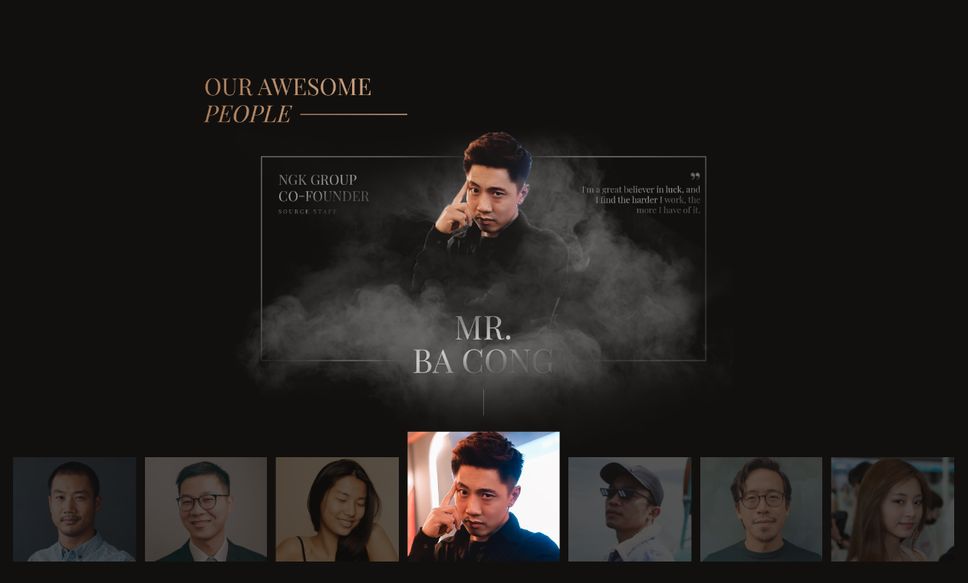 OUR AWESOME
PEOPLE
NGK GROUP
CO-FOUNDER
SOURCE STAFF
”
I'm a great believer in luck, and
I find the harder I work, the
more I have of it.
MR.
BA CONG